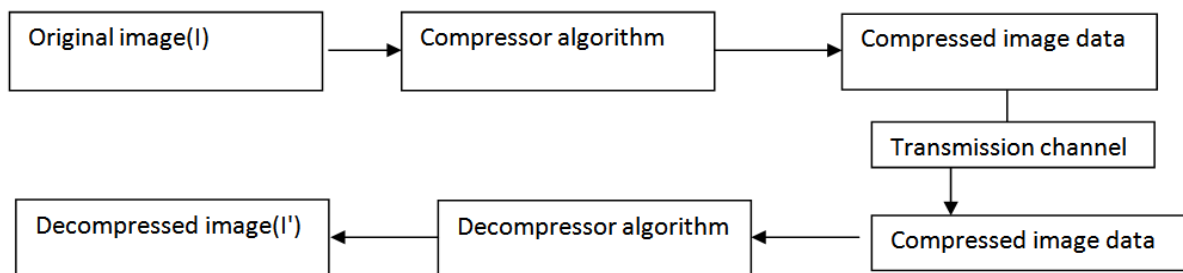 Original image(I)
Compressor algorithm
Compressed image data
Transmission channel
Compressed image data
Decompressor algorithm
Decompressed image(I')